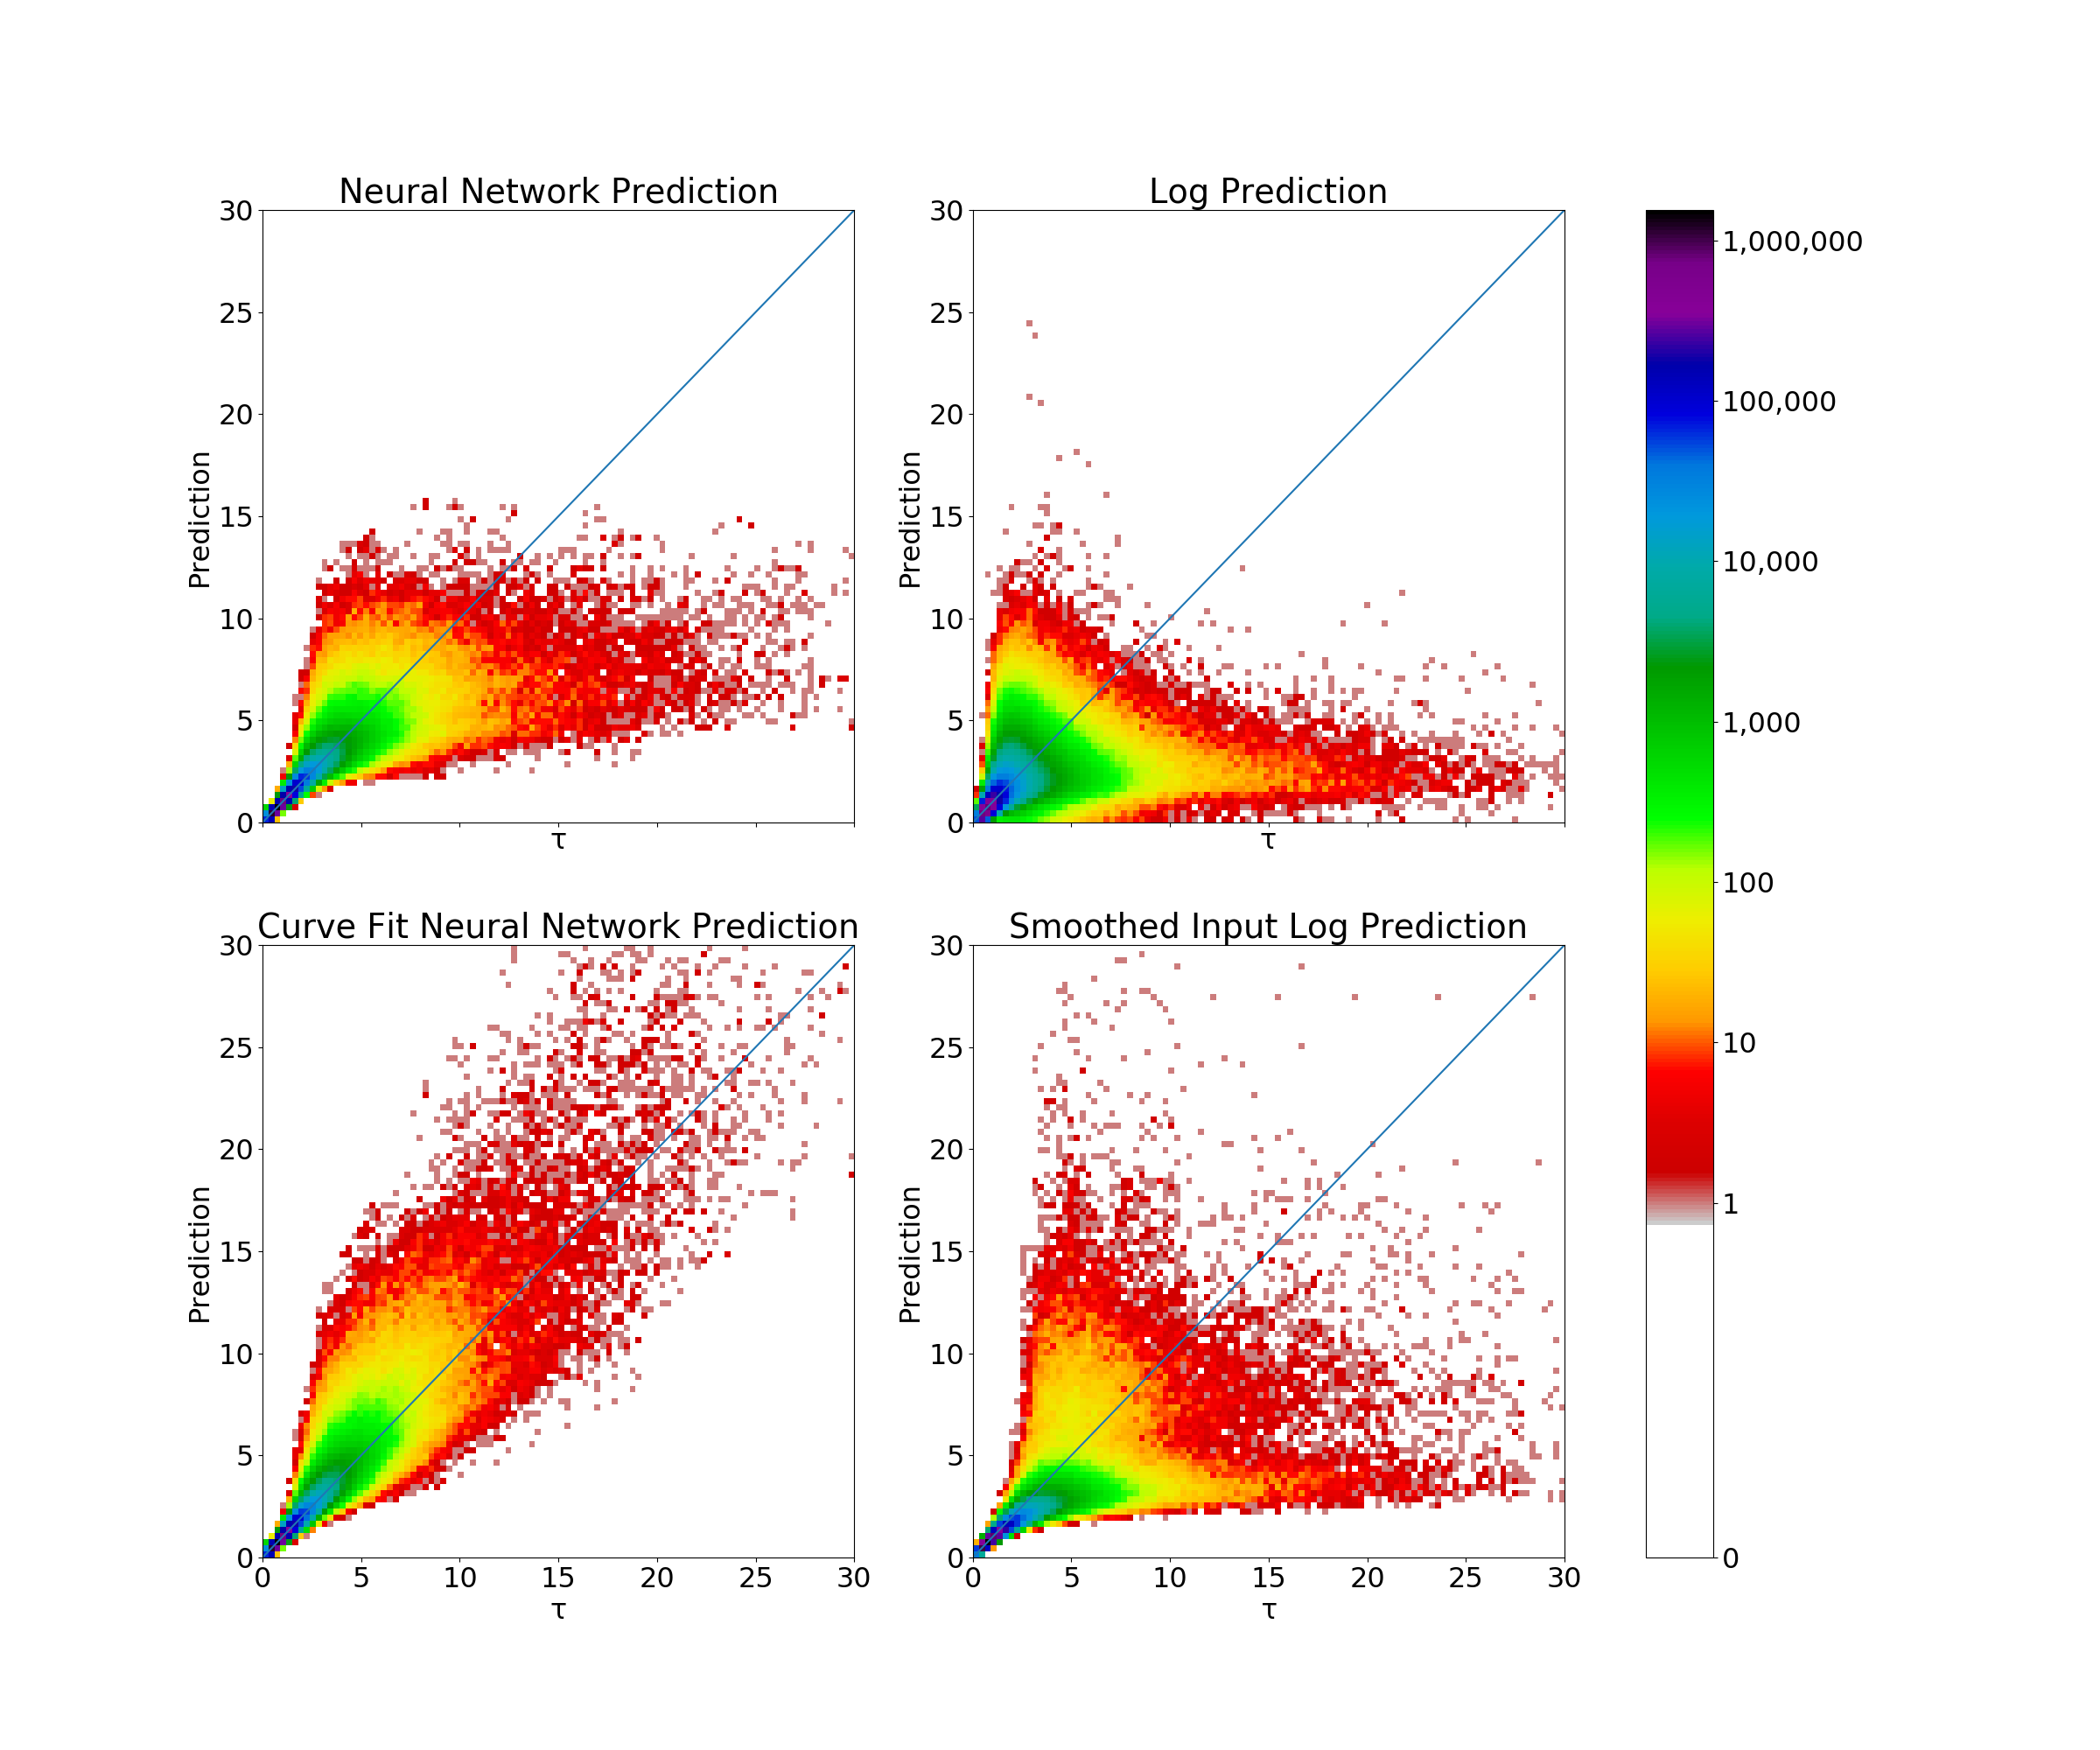 Neural Network Prediction
30
25
20
15
10
5
0
Prediction
τ
Log Prediction
30
25
20
15
10
5
0
Prediction
τ
Curve Fit Neural Network Prediction
30
25
20
15
10
5
0
Prediction
0 5 10 15 20 25 30
τ
Smoothed Input Log Prediction
30
25
20
15
10
5
0
Prediction
0 5 10 15 20 25 30
τ
1,000,000
100,000
10,000
1,000
100
10
1
0